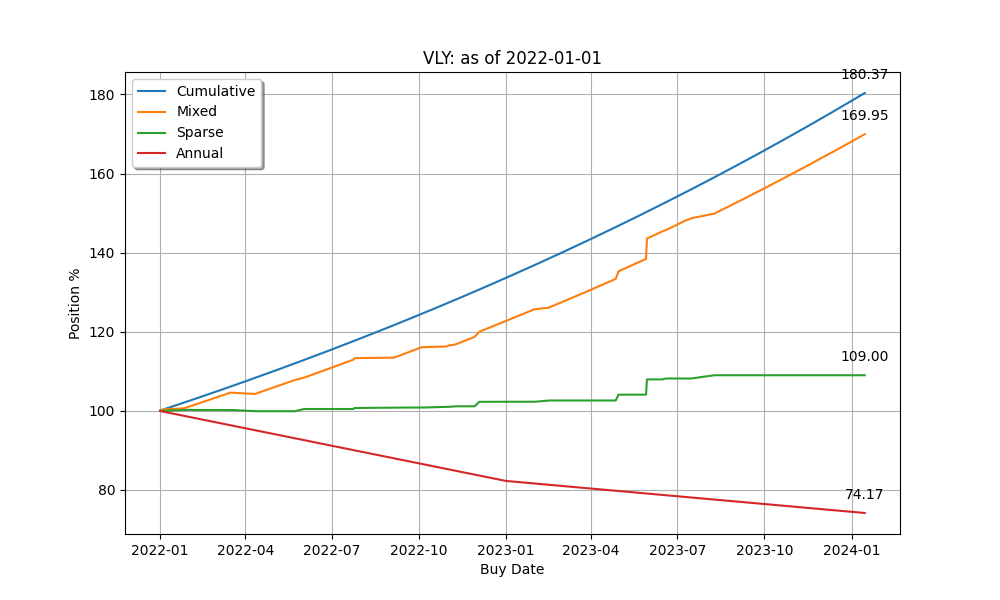 VLY: as of 2022-01-01
Cumulative
Mixed
Sparse
Annual
180.37
169.95
109.00
74.17
Position %
180
160
140
120
100
80
2022-01 2022-04 2022-07 2022-10 2023-01 2023-04 2023-07 2023-10 2024-01
Buy Date